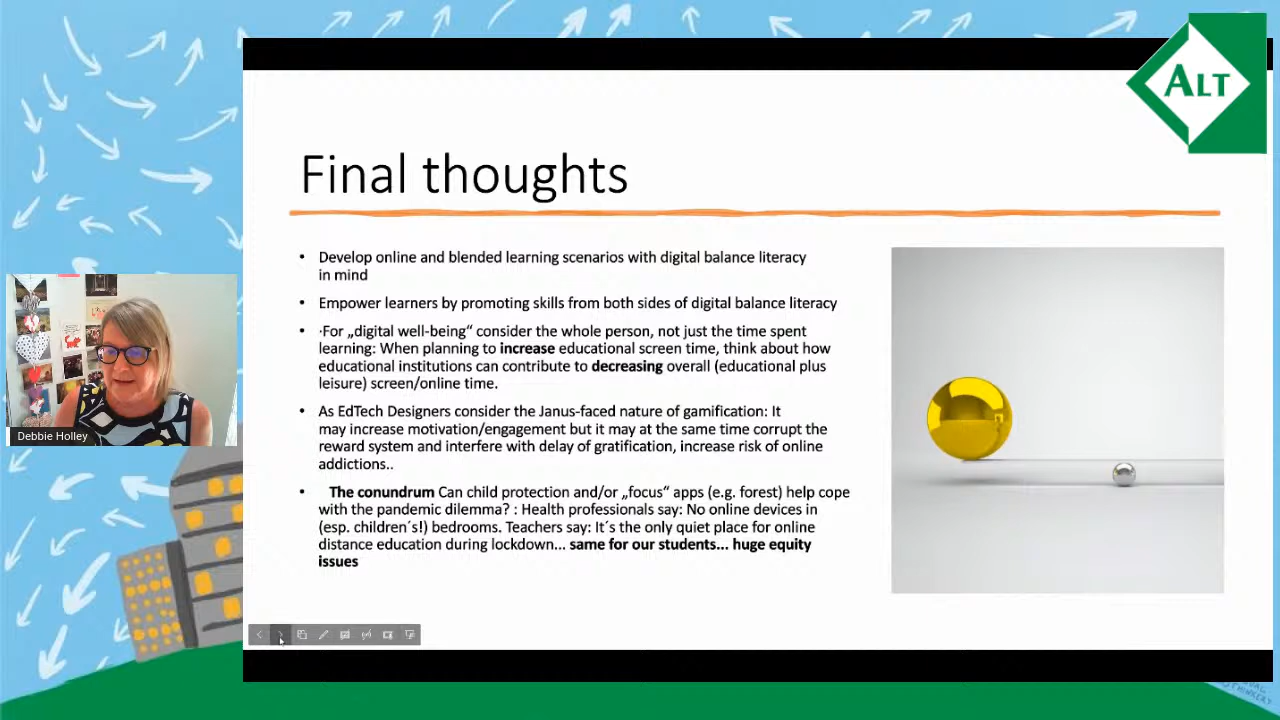 ALT
Final thoughts
• Develop online and blended learning scenarios with digital balance literacy
in mind
• Empower learners by promoting skills from both sides of digital balance literacy
• ·For „digital well-being“ consider the whole person, not just the time spent
learning: When planning to increase educational screen time, think about how
educational institutions can contribute to decreasing overall (educational plus
leisure) screen/online time.
• As EdTech Designers consider the Janus-faced nature of gamification: It
may increase motivation/engagement but it may at the same time corrupt the
reward system and interfere with delay of gratification, increase risk of online
addictions..
• The conundrum Can child protection and/or „focus“ apps (e.g. forest) help cope
with the pandemic dilemma? : Health professionals say: No online devices in
(esp. children´s!) bedrooms. Teachers say: It´s the only quiet place for online
distance education during lockdown... same for our students... huge equity
issues
Debbie Holley